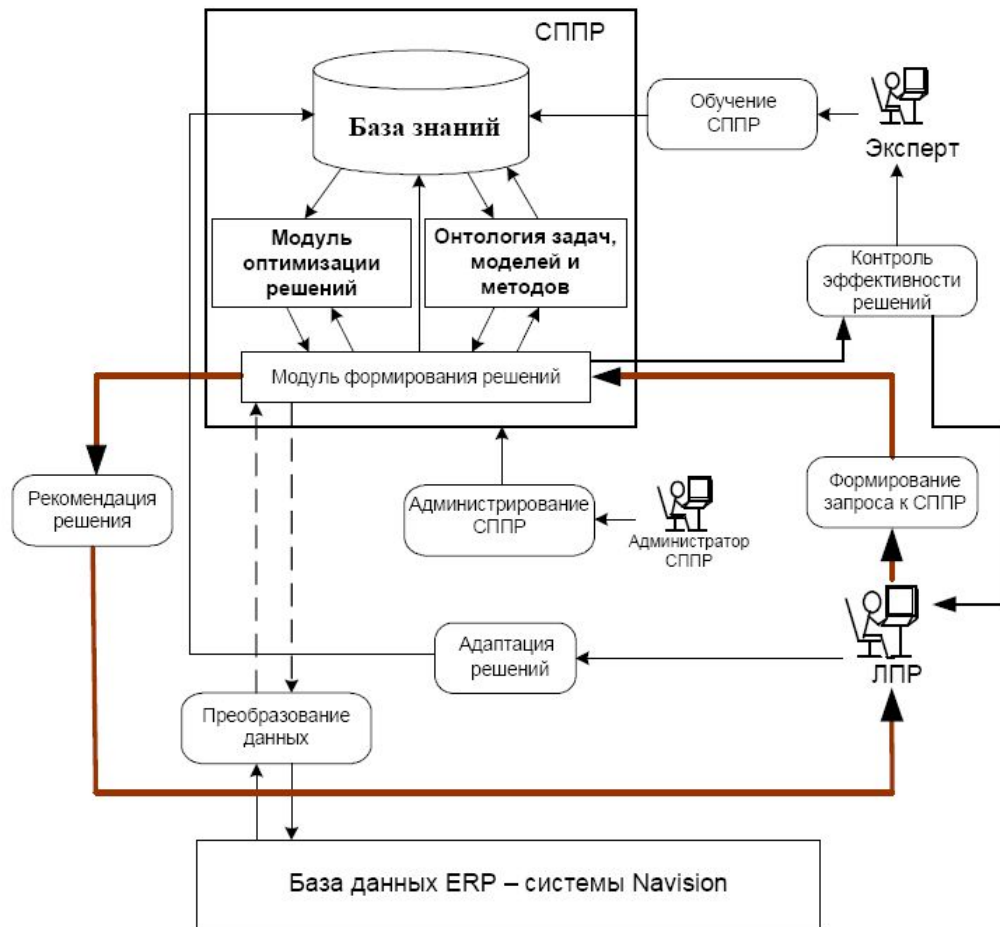 СППР
База знаний
Обучение
СППР
Эксперт
Модуль
оптимизации
решений
Онтология задач,
моделей и
методов
Контроль
эффективности
решений
Модуль формирования решений
Рекомендация
решения
Администрирование
СППР
Администратор
СППР
Формирование
запроса к СППР
Адаптация
решений
ЛПР
Преобразование
данных
База данных ERP – системы Navision